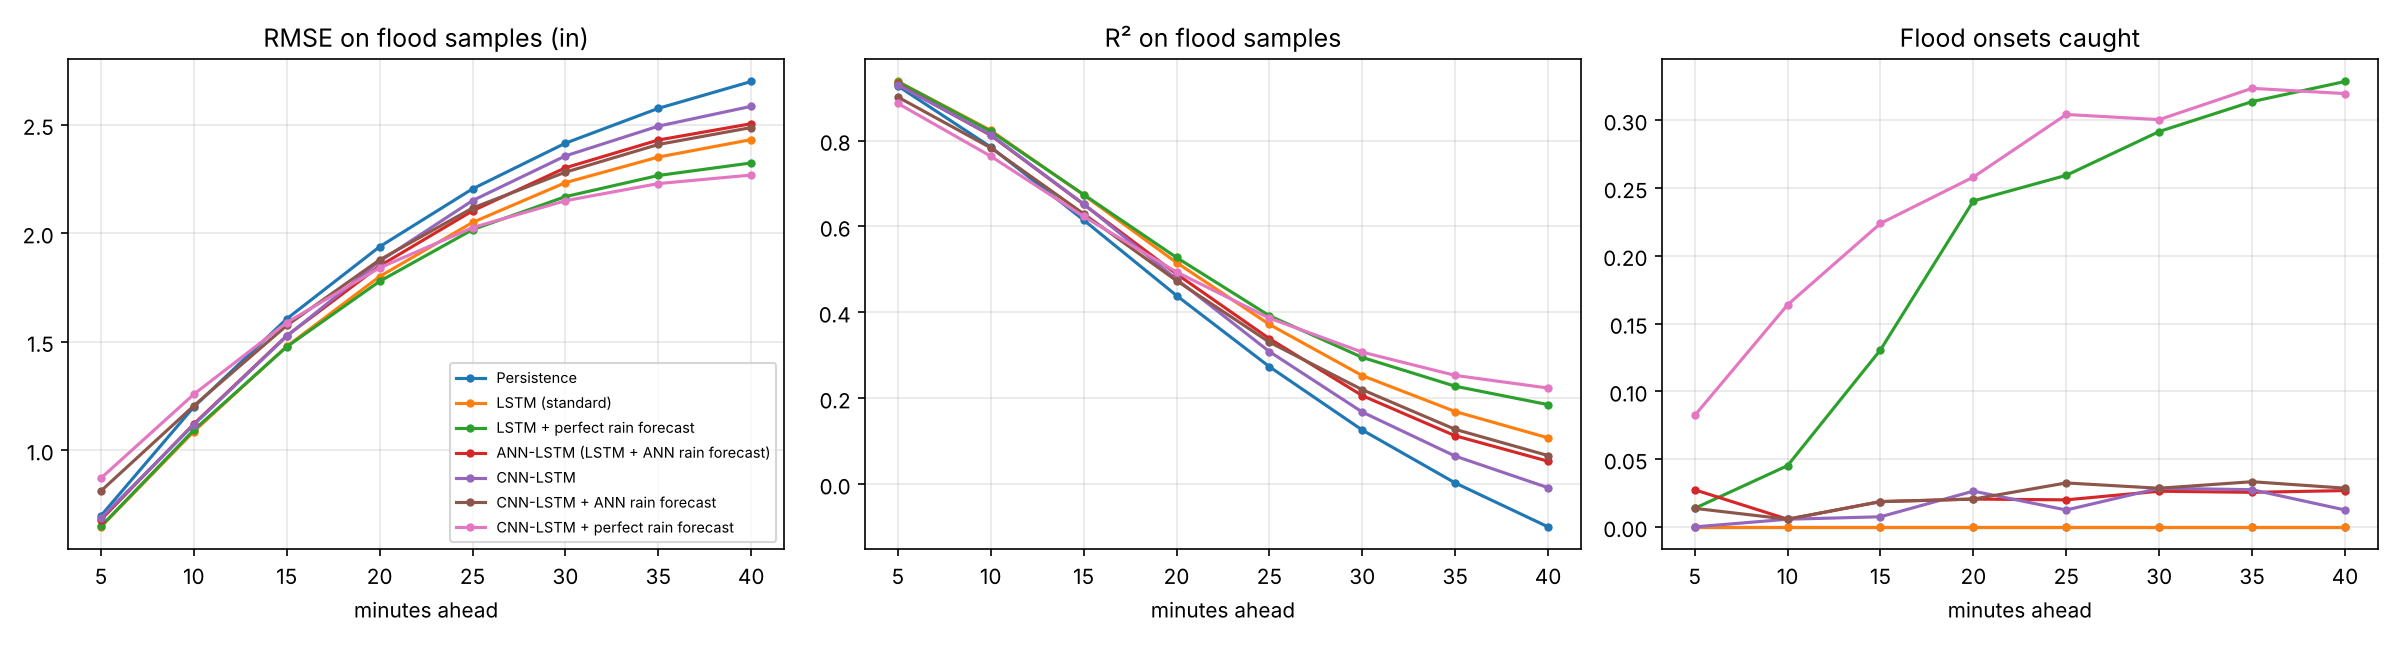 RMSE on flood samples (in)
2.5
2.0
1.5
1.0
Persistence
LSTM (standard)
LSTM + perfect rain forecast
ANN-LSTM (LSTM + ANN rain forecast)
CNN-LSTM
CNN-LSTM + ANN rain forecast
CNN-LSTM + perfect rain forecast
5 10 15 20 25 30 35 40
minutes ahead
R² on flood samples
0.8
0.6
0.4
0.2
0.0
5 10 15 20 25 30 35 40
minutes ahead
Flood onsets caught
0.30
0.25
0.20
0.15
0.10
0.05
0.00
5 10 15 20 25 30 35 40
minutes ahead